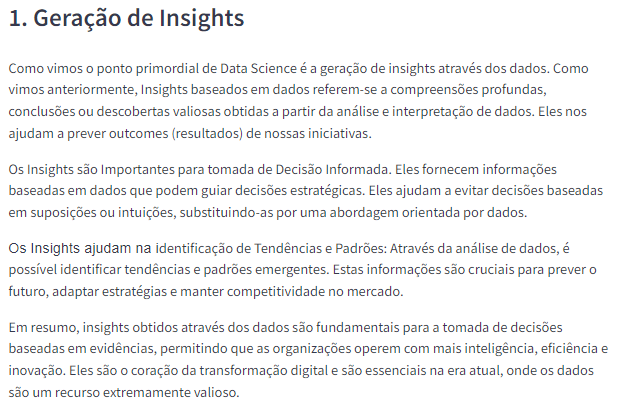 1. Geração de Insights
Como vimos o ponto primordial de Data Science é a geração de insights através dos dados. Como
vimos anteriormente, Insights baseados em dados referem-se a compreensões profundas,
conclusões ou descobertas valiosas obtidas a partir da análise e interpretação de dados. Eles nos
ajudam a prever outcomes (resultados) de nossas iniciativas.
Os Insights são Importantes para tomada de Decisão Informada. Eles fornecem informações
baseadas em dados que podem guiar decisões estratégicas. Eles ajudam a evitar decisões baseadas
em suposições ou intuições, substituindo-as por uma abordagem orientada por dados.
Os Insights ajudam na identificação de Tendências e Padrões: Através da análise de dados, é
possível identificar tendências e padrões emergentes. Estas informações são cruciais para prever o
futuro, adaptar estratégias e manter competitividade no mercado.
Em resumo, insights obtidos através dos dados são fundamentais para a tomada de decisões
baseadas em evidências, permitindo que as organizações operem com mais inteligência, eficiência e
inovação. Eles são o coração da transformação digital e são essenciais na era atual, onde os dados
são um recurso extremamente valioso.